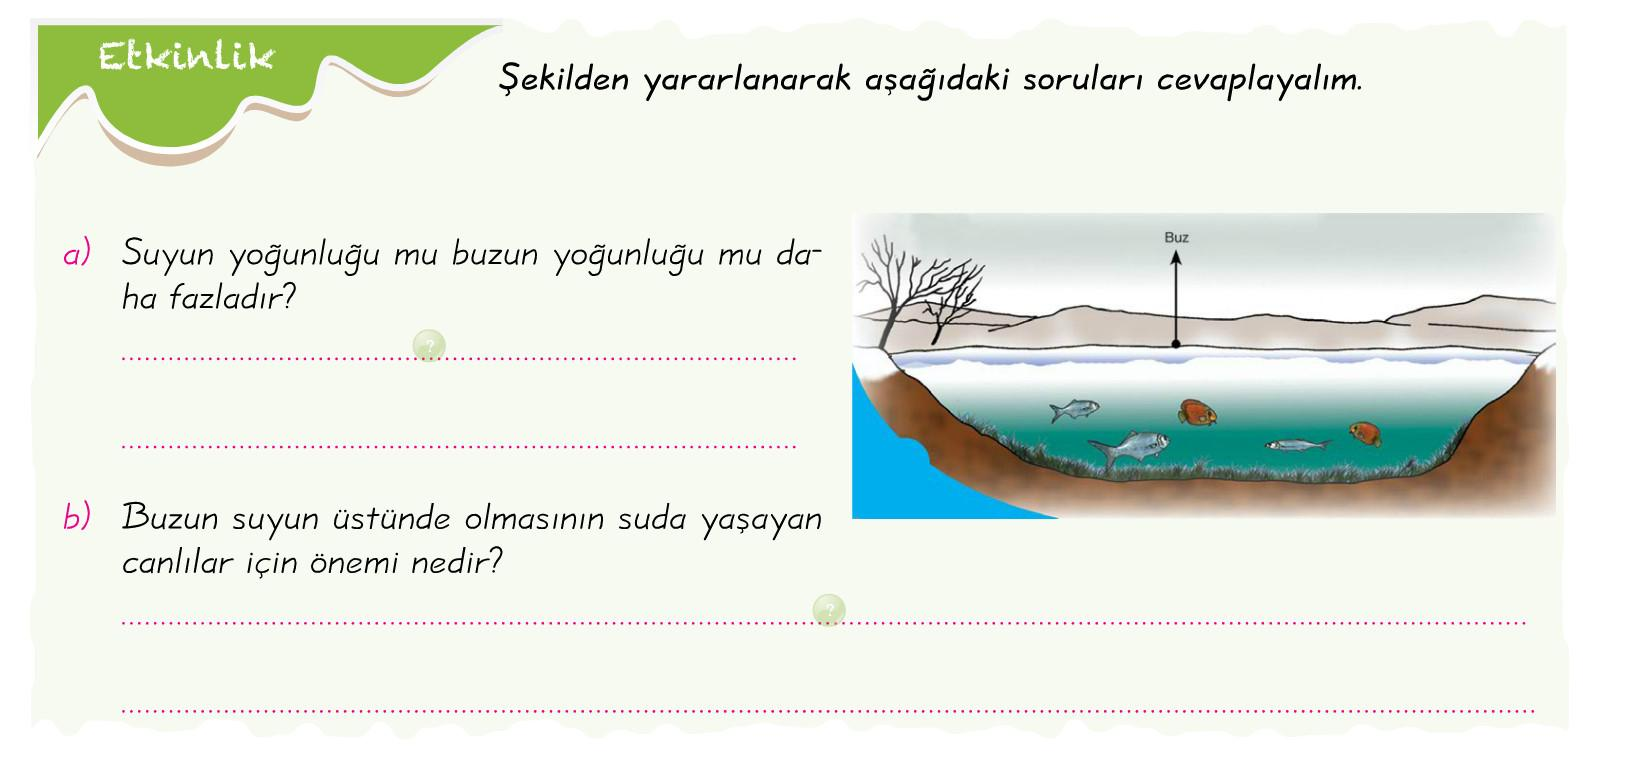 Etkinlik
Şekilden yararlanarak aşağıdaki soruları cevaplayalım.
a) Suyun yoğunluğu mu buzun yoğunluğu mu da-
ha fazladır?
?
Buz
b) Buzun suyun üstünde olmasının suda yaşayan
canlılar için önemi nedir?
?